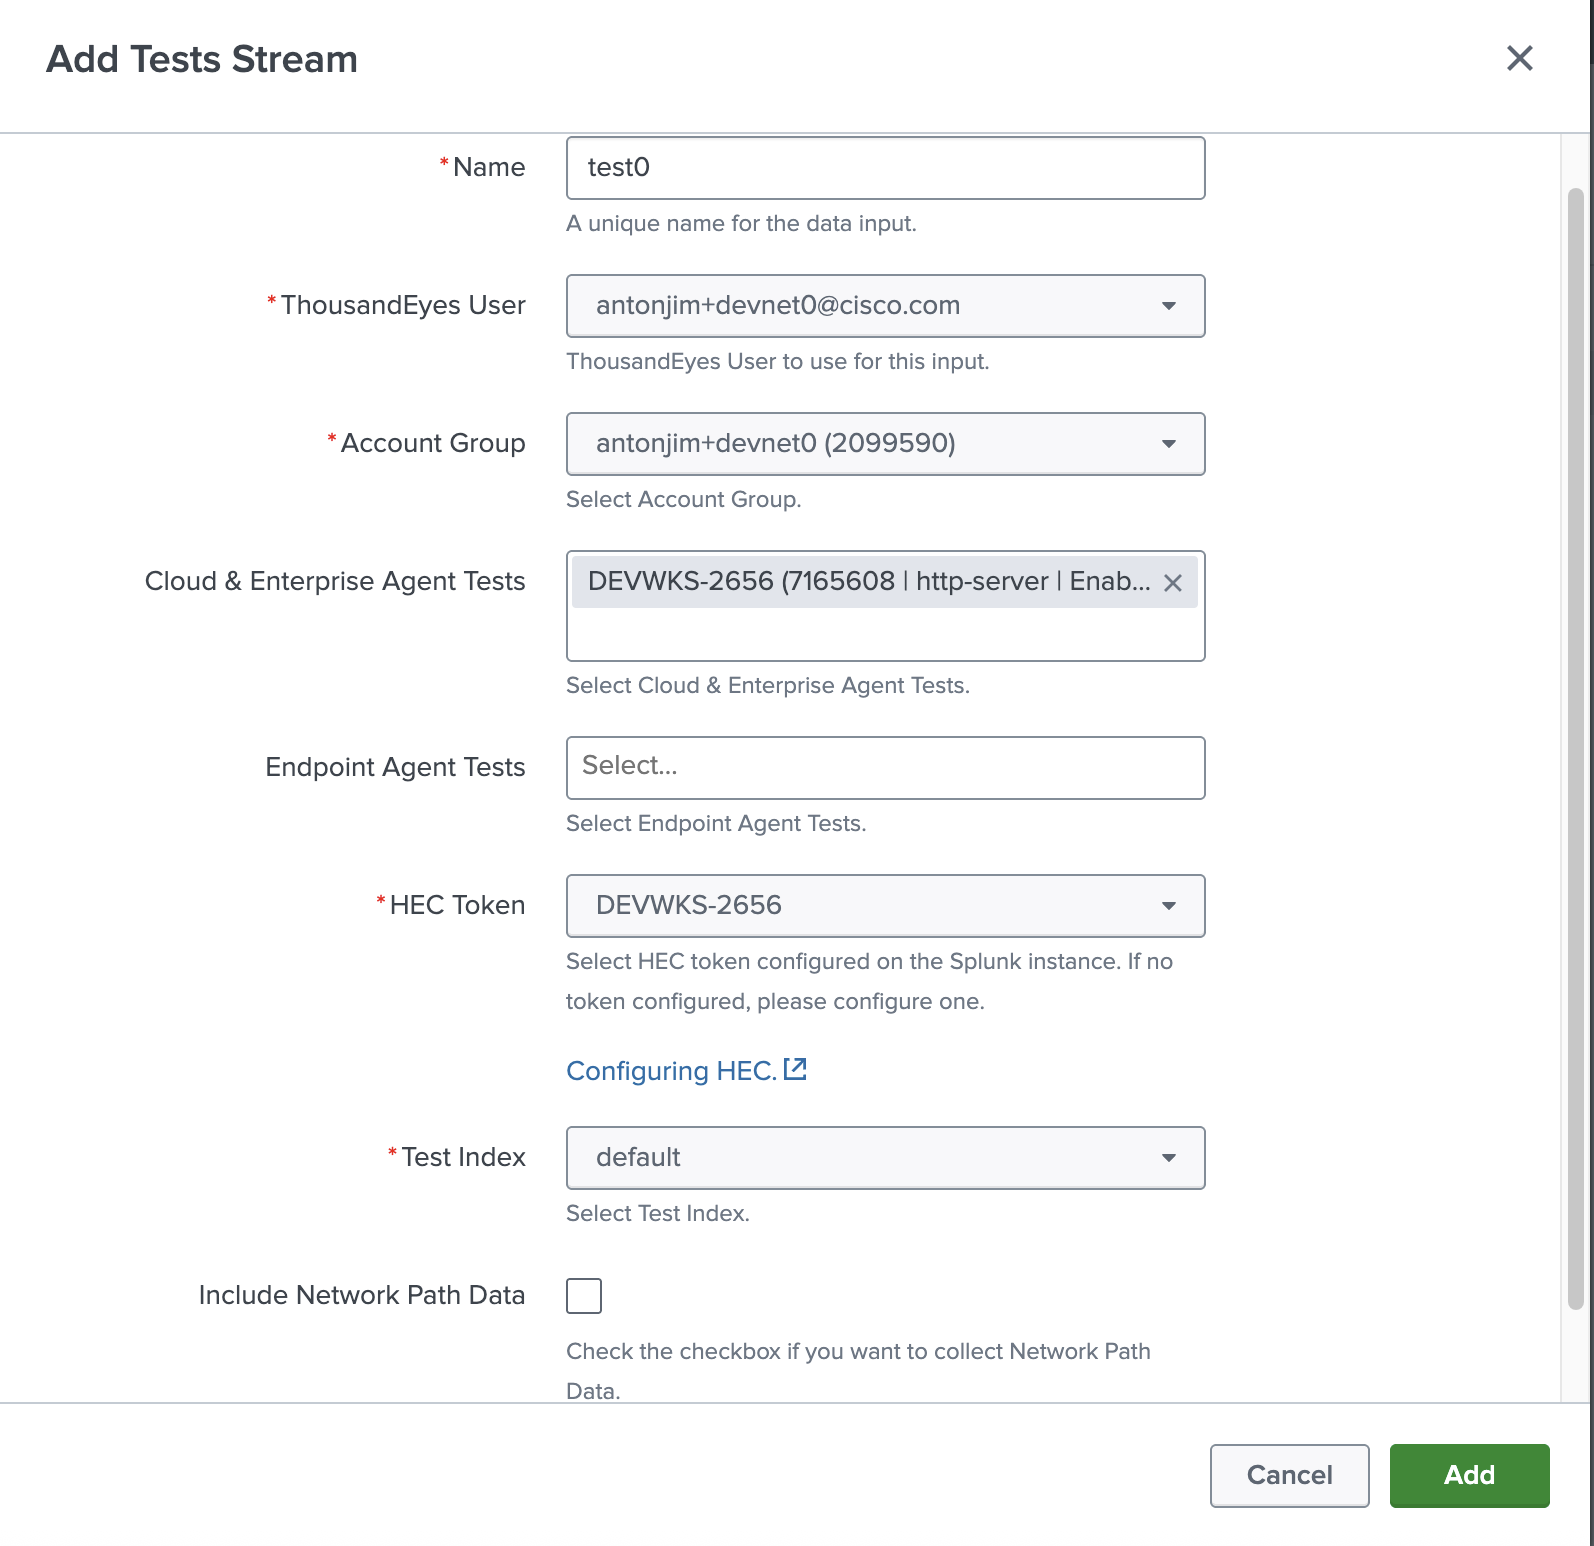 Add Tests Stream
*Name
test0
A unique name for the data input.
*ThousandEyes User
antonjim+devnet0@cisco.com
ThousandEyes User to use for this input.
*Account Group
antonjim+devnet0 (2099590)
Select Account Group.
Cloud & Enterprise Agent Tests
DEVWKS-2656 (7165608 | http-server | Enab...
Select Cloud & Enterprise Agent Tests.
Endpoint Agent Tests
Select...
Select Endpoint Agent Tests.
*HEC Token
DEVWKS-2656
Select HEC token configured on the Splunk instance. If no
token configured, please configure one.
Configuring HEC.
*Test Index
default
Select Test Index.
Include Network Path Data
Check the checkbox if you want to collect Network Path
Data.
Cancel
Add